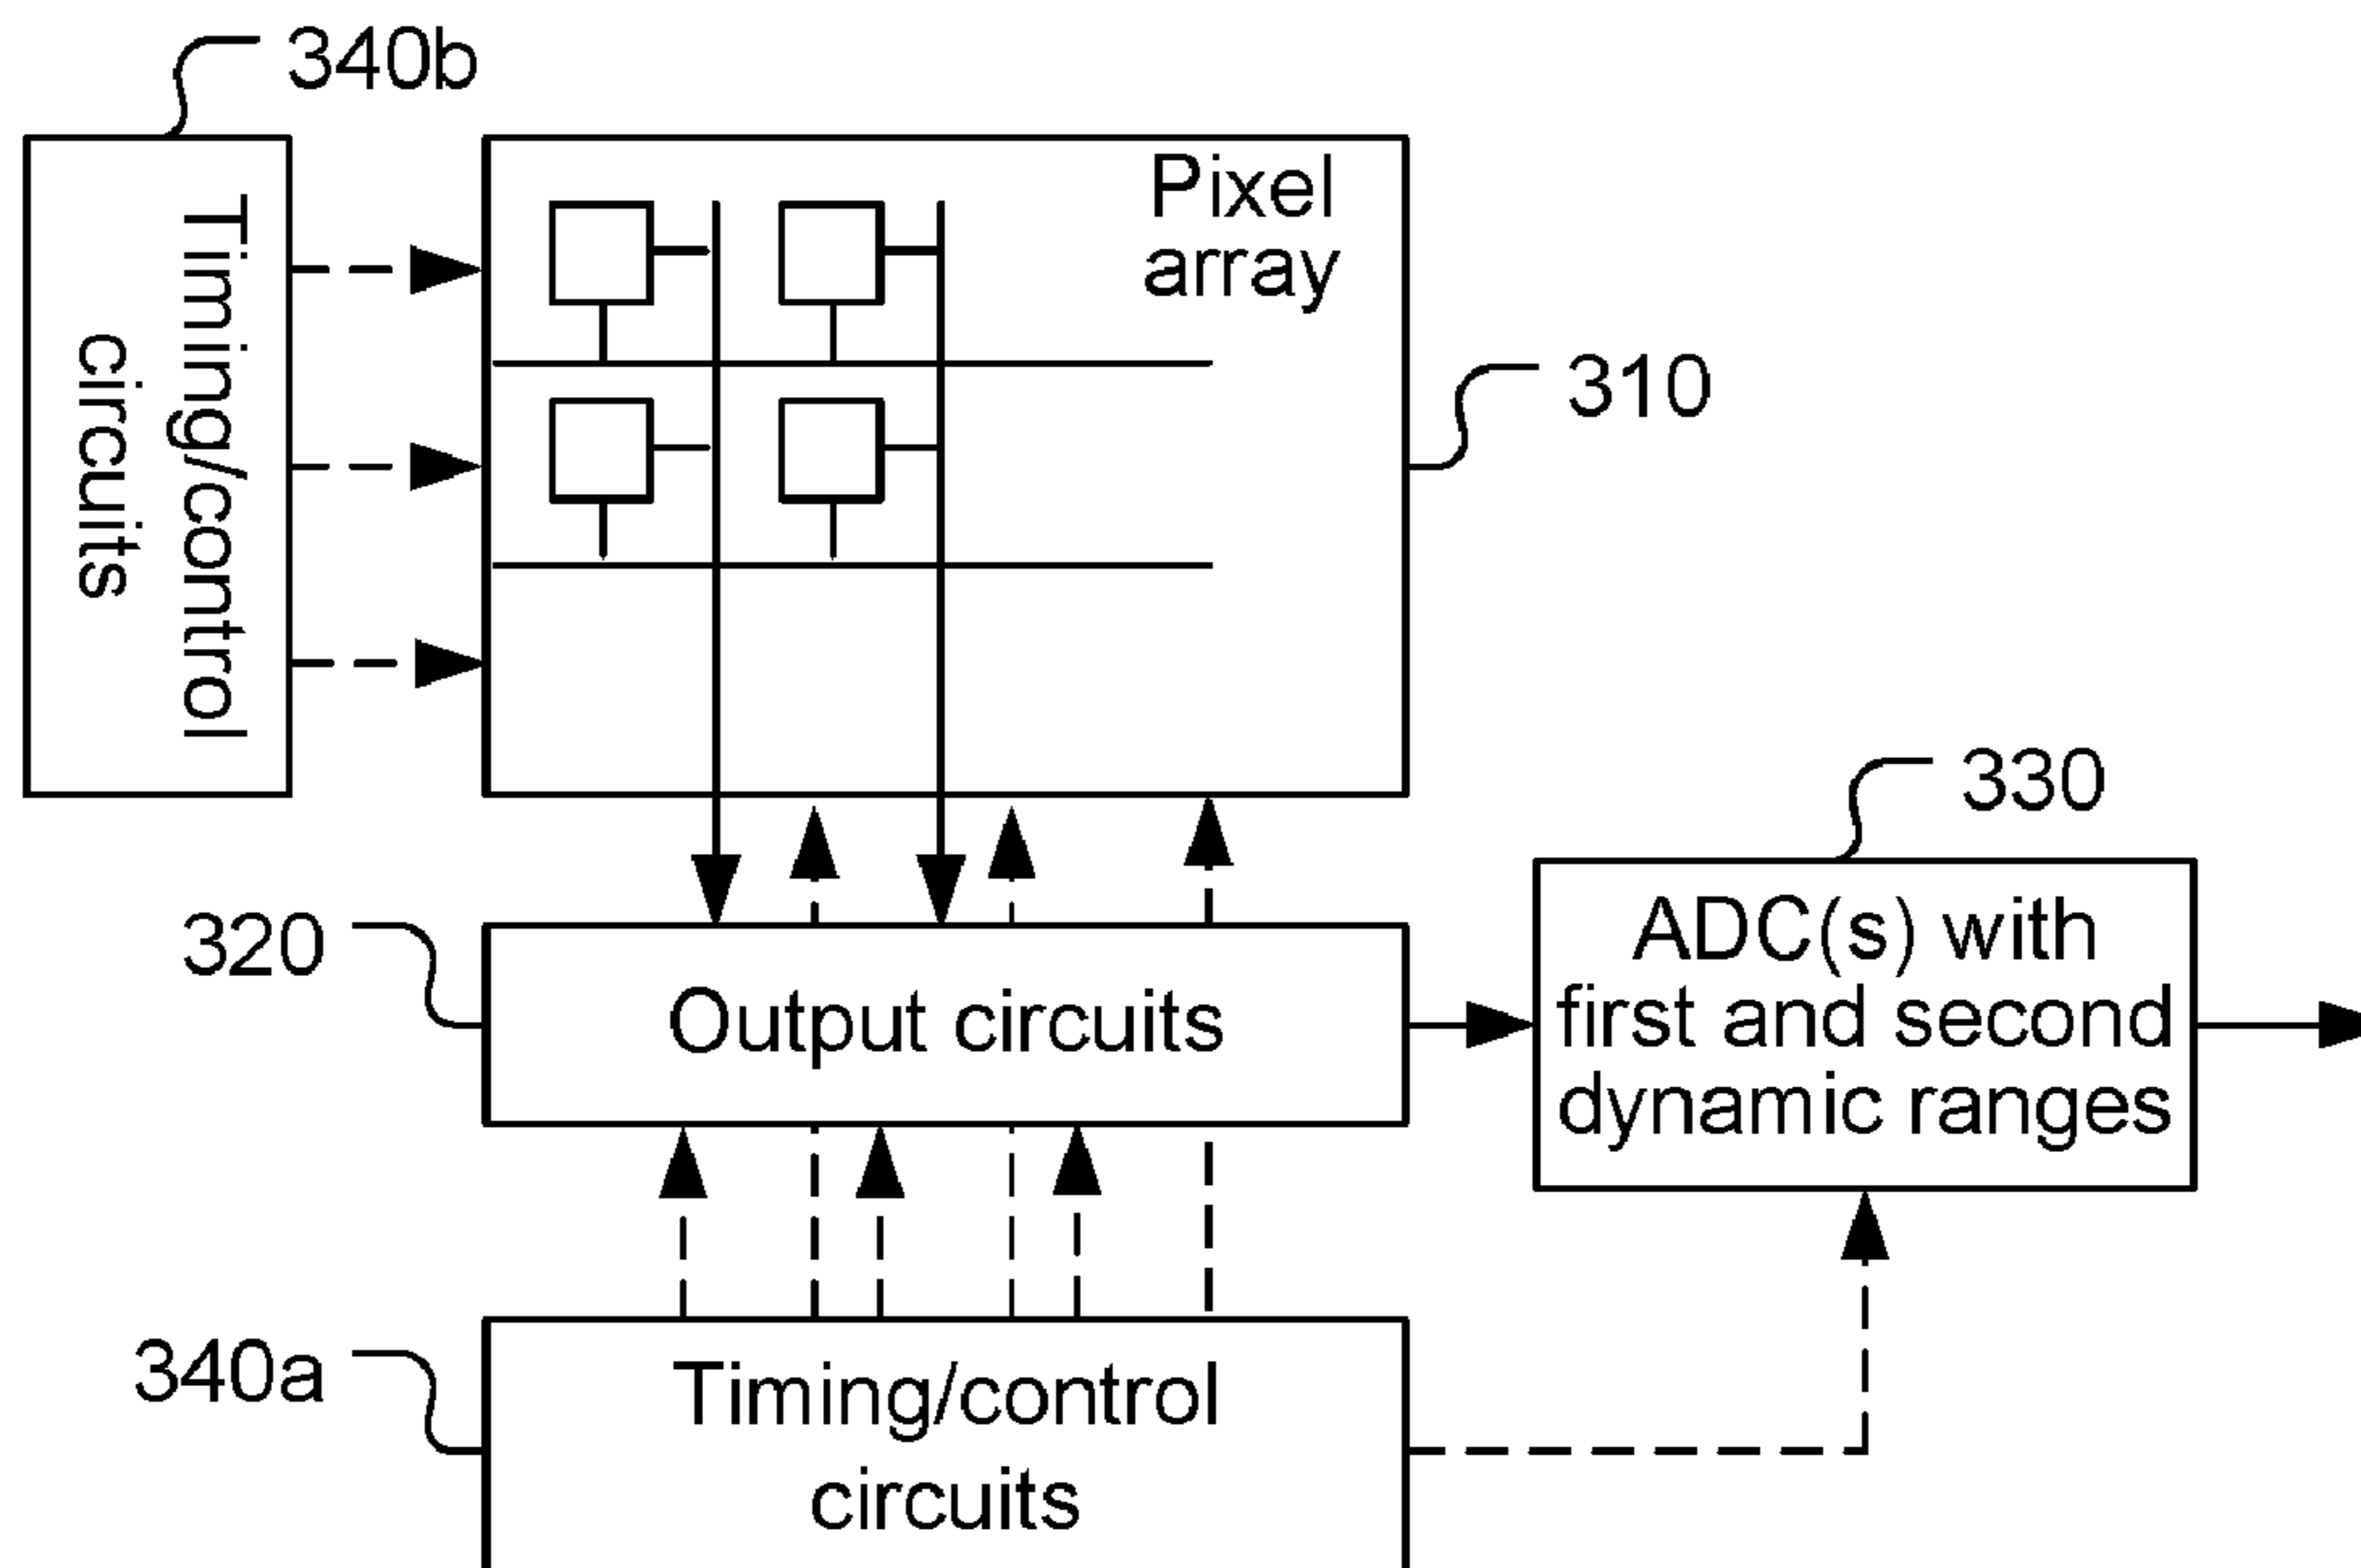 340b
Timing/control
circuits
Pixel
array
310
330
ADC(s) with
first and second
dynamic ranges
320
Output circuits
340a
Timing/control
circuits